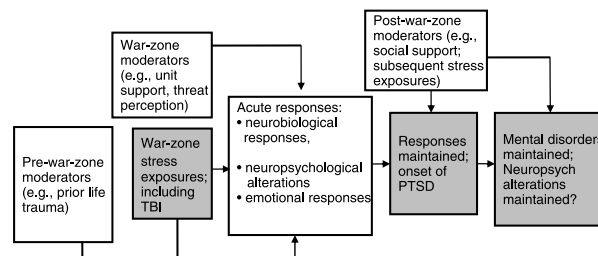 War-zone
moderators
(e.g., unit
support, threat
perception)
Post-war-zone
moderators (e.g.,
social support;
subsequent stress
exposures)
Pre-war-zone
moderators
(e.g., prior life
trauma)
War-zone
stress
exposures;
including
TBI
Acute responses:
• neurobiological
responses,
• neuropsychological
alterations
• emotional responses
Responses
maintained;
onset of
PTSD
Mental disorders
maintained;
Neuropsych
alterations
maintained?